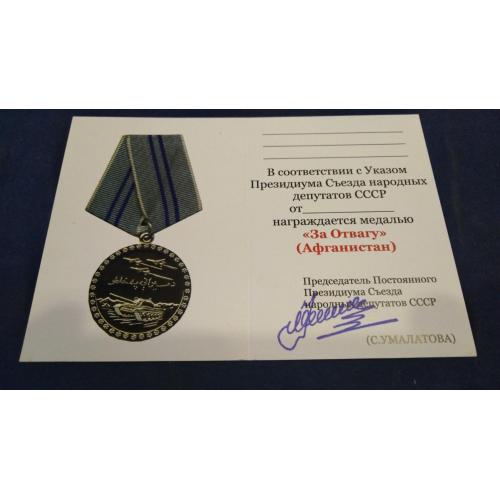 В соответствии с Указом
Президиума Съезда народных
депутатов СССР
от
награждается медалью
«За Отвагу»
(Афганистан)
Председатель Постоянного
Президиума Съезда
народных депутатов СССР
(С.УМАЛАТОВА)